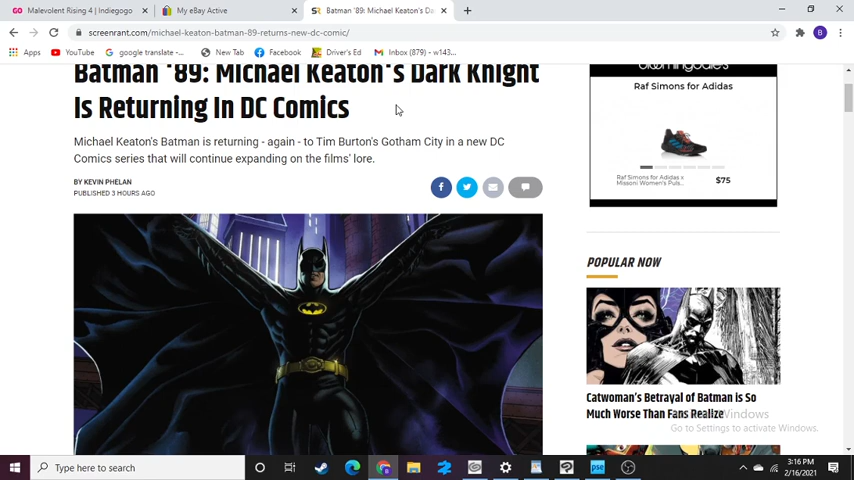 Malevolent Rising 4 | Indiegogo
My eBay Active
Batman '89: Michael Keaton's Da
screenrant.com/michael-keaton-batman-89-returns-new-dc-comic/
B
Apps
YouTube
google translate -...
New Tab
Facebook
Driver's Ed
Inbox (879) - w143...
Batman '89: Michael Keaton's Dark Knight
Is Returning In DC Comics
Michael Keaton's Batman is returning - again - to Tim Burton's Gotham City in a new DC
Comics series that will continue expanding on the films' lore.
BY KEVIN PHELAN
PUBLISHED 3 HOURS AGO
bloomingdale's
Raf Simons for Adidas
Raf Simons for Adidas x
Missoni Women's Puls...
$75
POPULAR NOW
Catwoman's Betrayal of Batman is So
Much Worse Than Fans Realize
Windows
Go to Settings to activate Windows.
Type here to search
pse
3:16 PM
2/16/2021